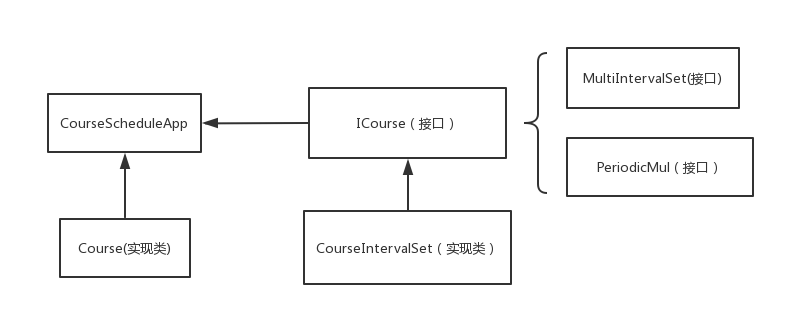 MultiIntervalSet(接口)
CourseScheduleApp
ICourse（接口）
PeriodicMul（接口）
Course(实现类)
CourseIntervalSet（实现类）